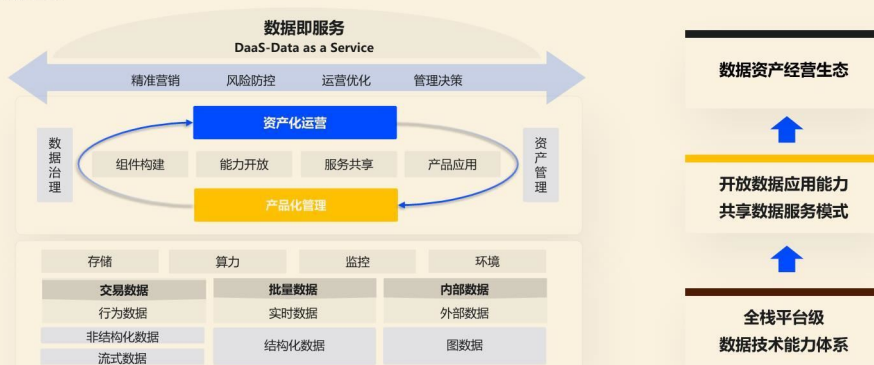 数据即服务
DaaS-Data as a Service
精准营销 风险防控 运营优化 管理决策
资产化运营
数据治理
组件构建 能力开放 服务共享 产品应用
资产管理
产品化管理
存储 算力 监控 环境
交易数据 批量数据 内部数据
行为数据 实时数据 外部数据
非结构化数据 结构化数据 图数据
流式数据
数据资产经营生态
开放数据应用能力
共享数据服务模式
全栈平台级
数据技术能力体系